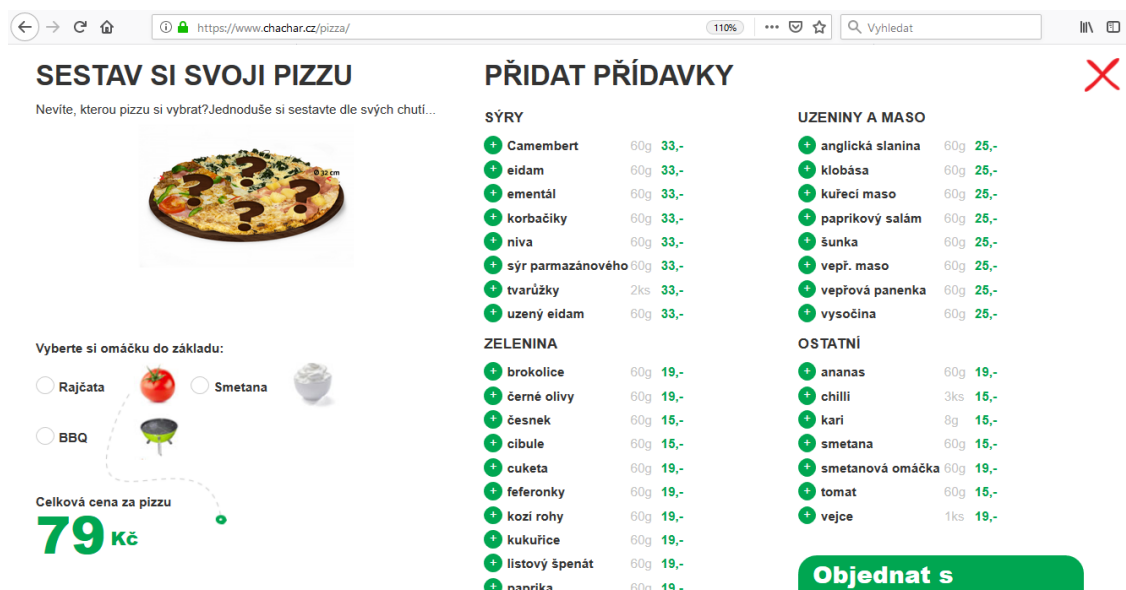 https://www.chachar.cz/pizza/
110%
Vyhledat
SESTAV SI SVOJI PIZZU
Nevíte, kterou pizzu si vybrat?Jednoduše si sestavte dle svých chutí...
Ø 32 cm
Vyberte si omáčku do základu:
Rajčata
Smetana
BBQ
Celková cena za pizzu
79 Kč
PŘIDAT PŘÍDAVKY
SÝRY
Camembert 60g 33,-
eidam 60g 33,-
ementál 60g 33,-
korbačiky 60g 33,-
niva 60g 33,-
sýr parmazánového 60g 33,-
tvarůžky 2ks 33,-
uzený eidam 60g 33,-
ZELENINA
brokolice 60g 19,-
černé olivy 60g 19,-
česnek 60g 15,-
cibule 60g 15,-
cuketa 60g 19,-
feferonky 60g 19,-
kozí rohy 60g 19,-
kukuřice 60g 19,-
listový špenát 60g 19,-
paprika 60g 19,-
UZENINY A MASO
anglická slanina 60g 25,-
klobása 60g 25,-
kuřecí maso 60g 25,-
paprikový salám 60g 25,-
šunka 60g 25,-
vepř. maso 60g 25,-
vepřová panenka 60g 25,-
vysočina 60g 25,-
OSTATNÍ
ananas 60g 19,-
chilli 3ks 15,-
kari 8g 15,-
smetana 60g 15,-
smetanová omáčka 60g 19,-
tomat 60g 15,-
vejce 1ks 19,-
Objednat s